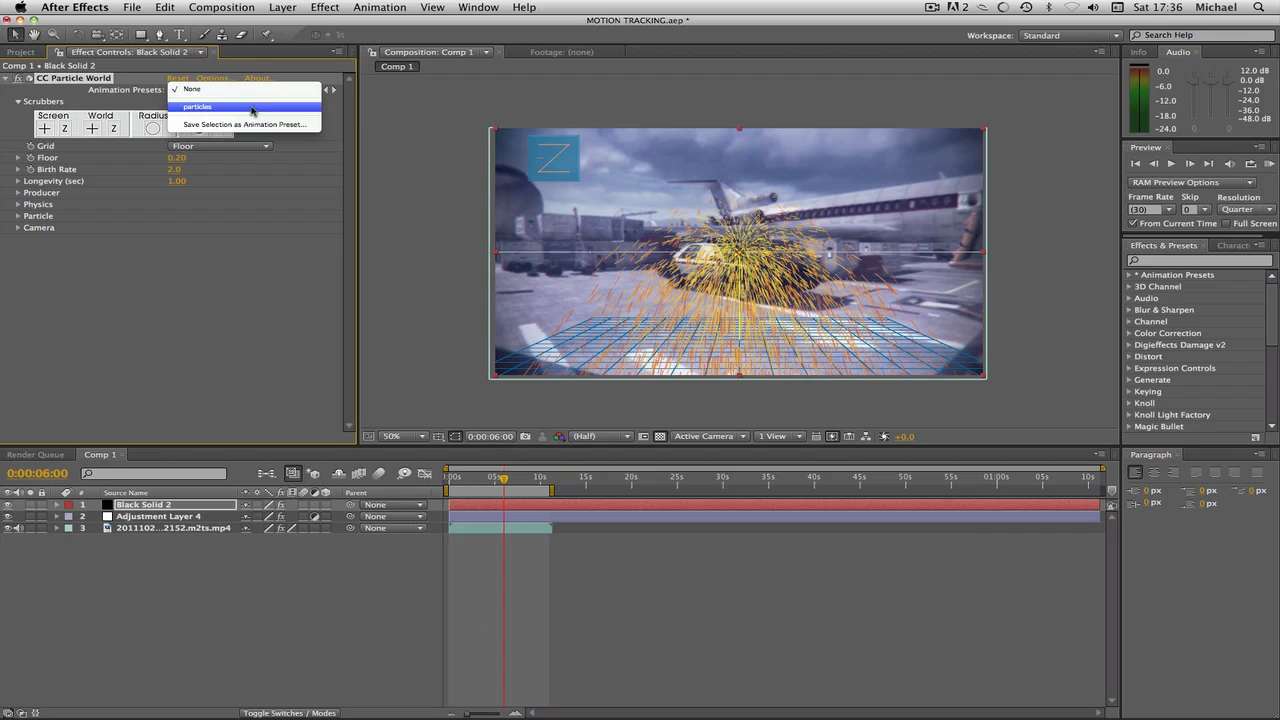 After Effects File Edit Composition Layer Effect Animation View Window Help 2 Sat 17:36 Michael
MOTION TRACKING.aep *
Workspace: Standard Search Help
Project Effect Controls: Black Solid 2 Composition: Comp 1 Footage: (none) Info Audio
Comp 1 • Black Solid 2
Comp 1
CC Particle World Reset Options... About...
Animation Presets:
None
particles
Save Selection as Animation Preset...
Scrubbers
Screen World Radius
Z Z
Grid Floor
Floor 0.20
Birth Rate 2.0
Longevity (sec) 1.00
Producer
Physics
Particle
Camera
Z
50% 0:00:06:00 (Half) Active Camera 1 View +0.0
0.0 12.0 dB
-6.0 0.0 dB
-12.0 -12.0
-18.0 -24.0
-24.0 -36.0
-48.0 dB
Preview
RAM Preview Options
Frame Rate Skip Resolution
(30) 0 Quarter
From Current Time Full Screen
Effects & Presets Charact
* Animation Presets
3D Channel
Audio
Blur & Sharpen
Channel
Color Correction
Digieffects Damage v2
Distort
Expression Controls
Generate
Keying
Knoll
Knoll Light Factory
Magic Bullet
Render Queue Comp 1
0:00:06:00
:00s 05s 10s 15s 20s 25s 30s 35s 40s 45s 50s 55s 1:00s 05s 10s
# Source Name Parent
1 Black Solid 2 None
2 Adjustment Layer 4 None
3 2011102...2152.m2ts.mp4 None
Toggle Switches / Modes
Paragraph
0 px 0 px 0 px
0 px 0 px